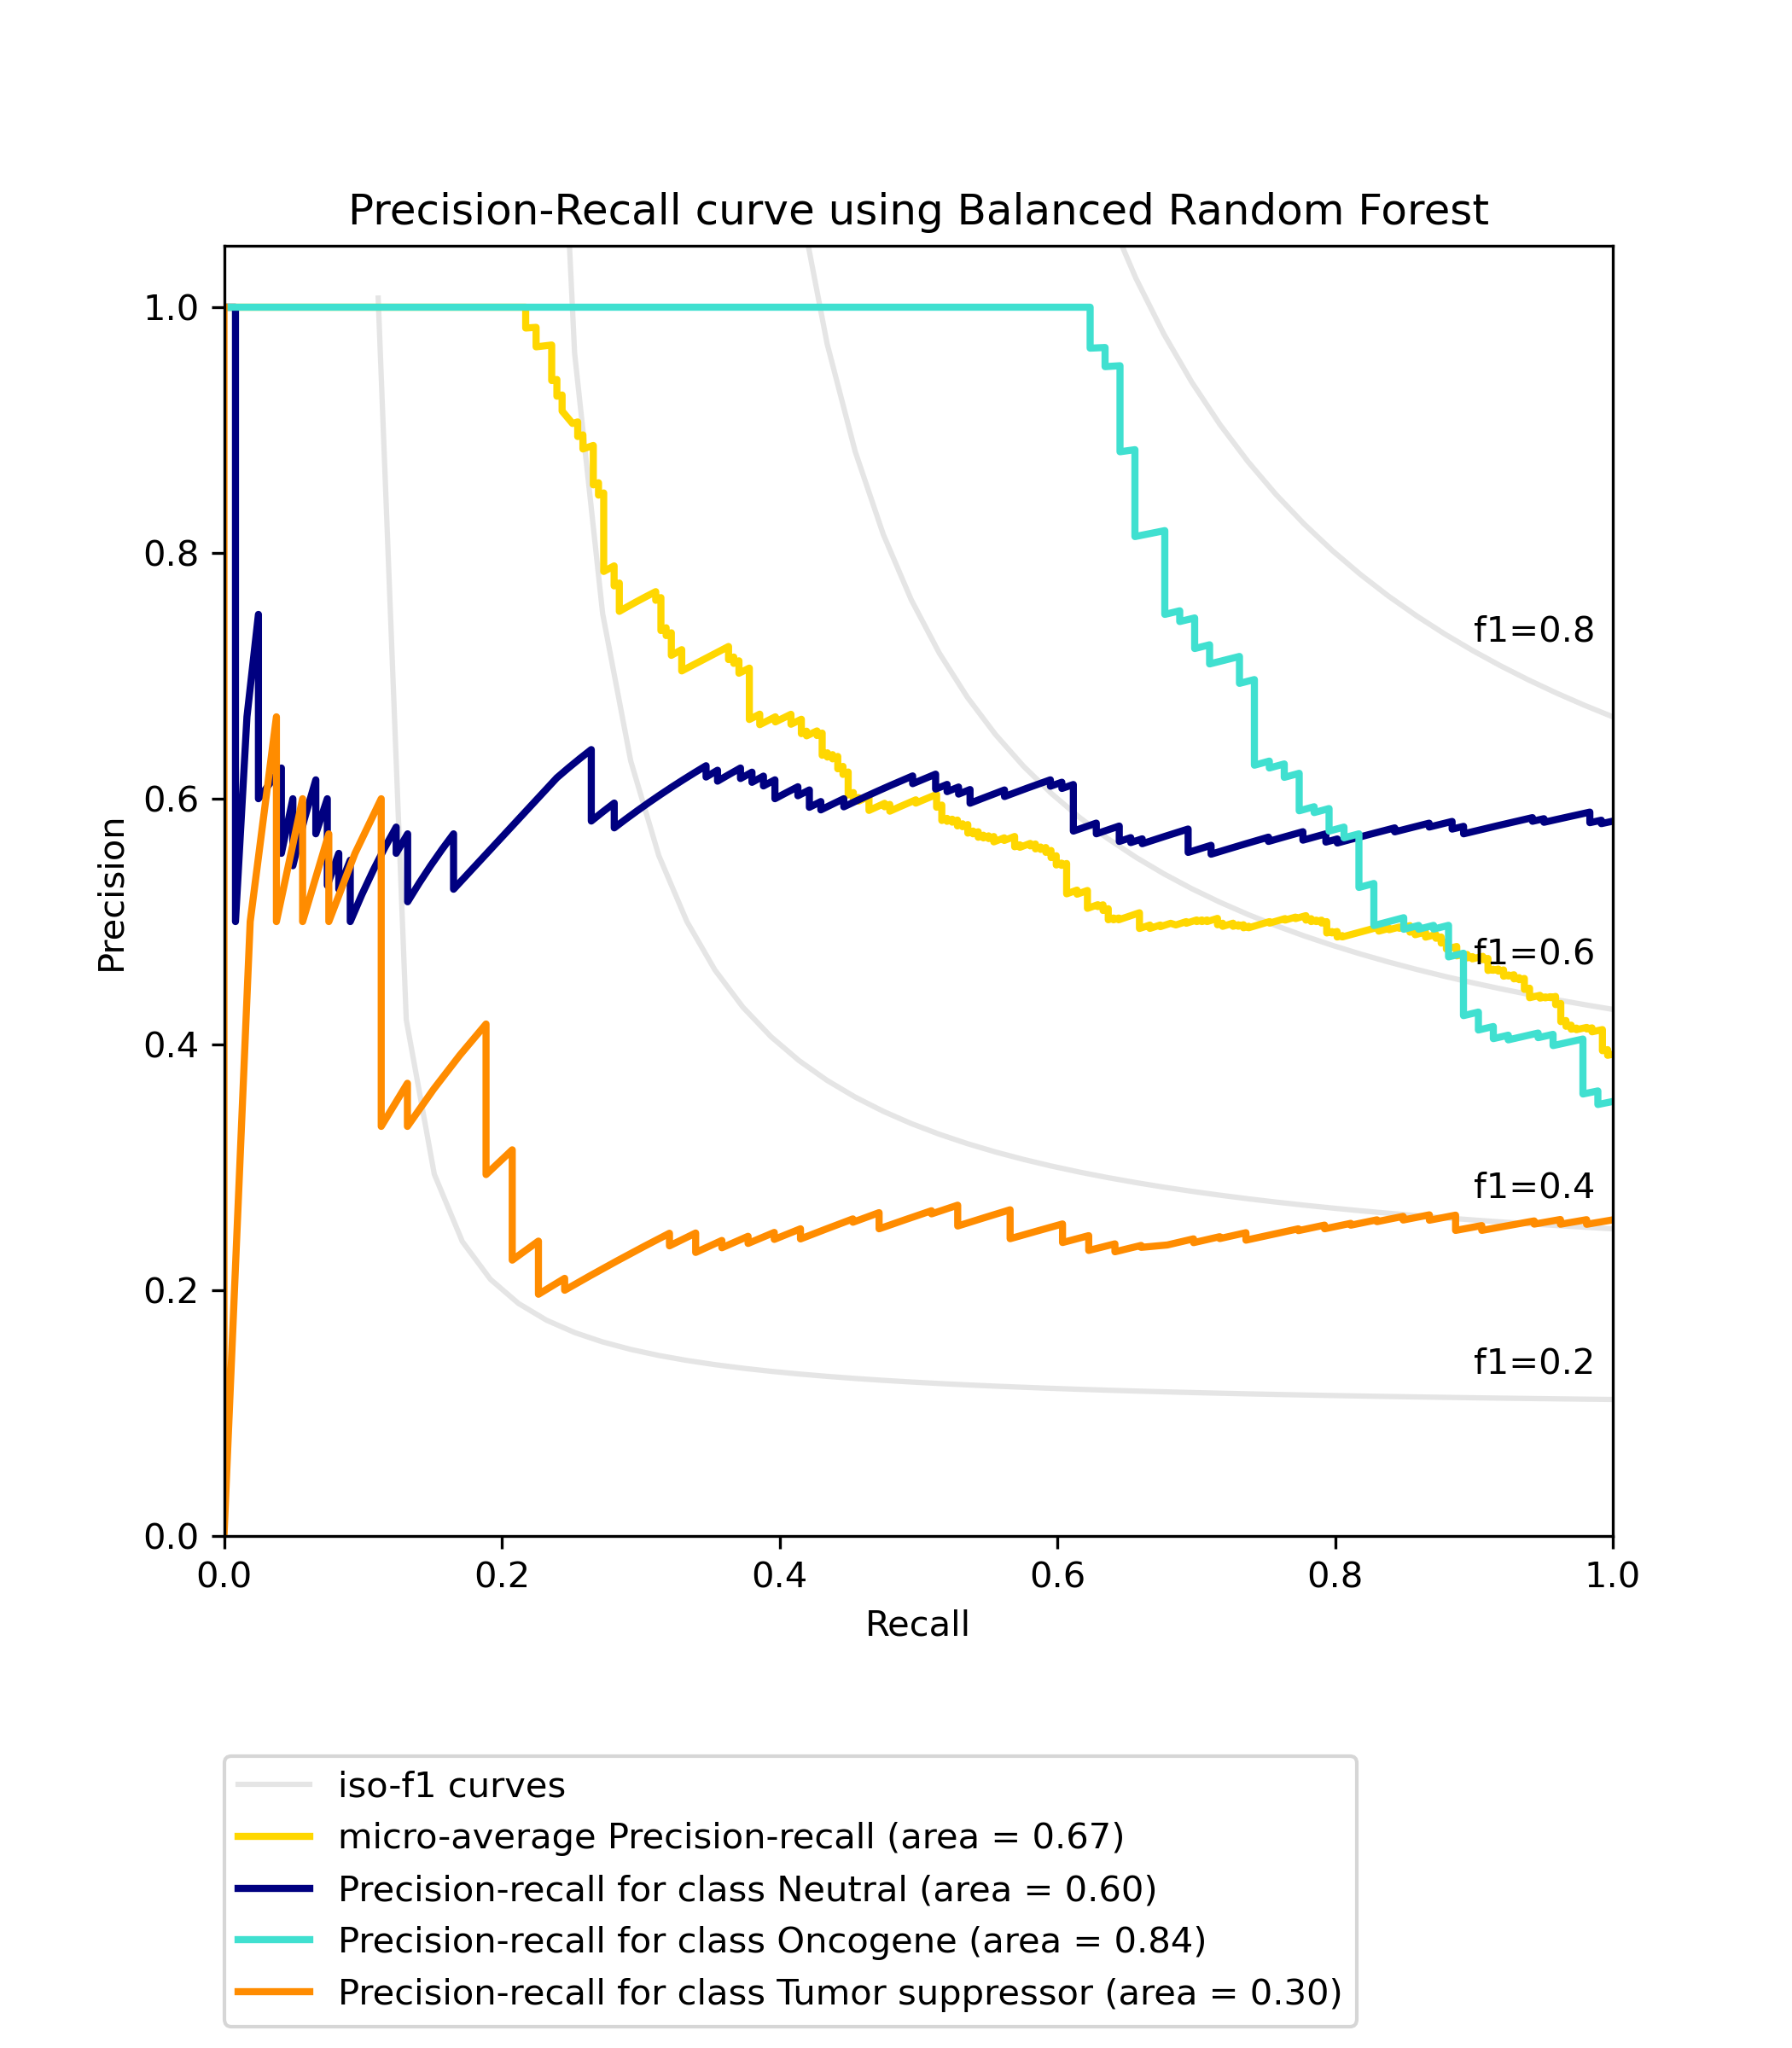 Precision-Recall curve using Balanced Random Forest
1.0
0.8
0.6
0.4
0.2
0.0
Precision
f1=0.8
f1=0.6
f1=0.4
f1=0.2
0.0 0.2 0.4 0.6 0.8 1.0
Recall
iso-f1 curves
micro-average Precision-recall (area = 0.67)
Precision-recall for class Neutral (area = 0.60)
Precision-recall for class Oncogene (area = 0.84)
Precision-recall for class Tumor suppressor (area = 0.30)